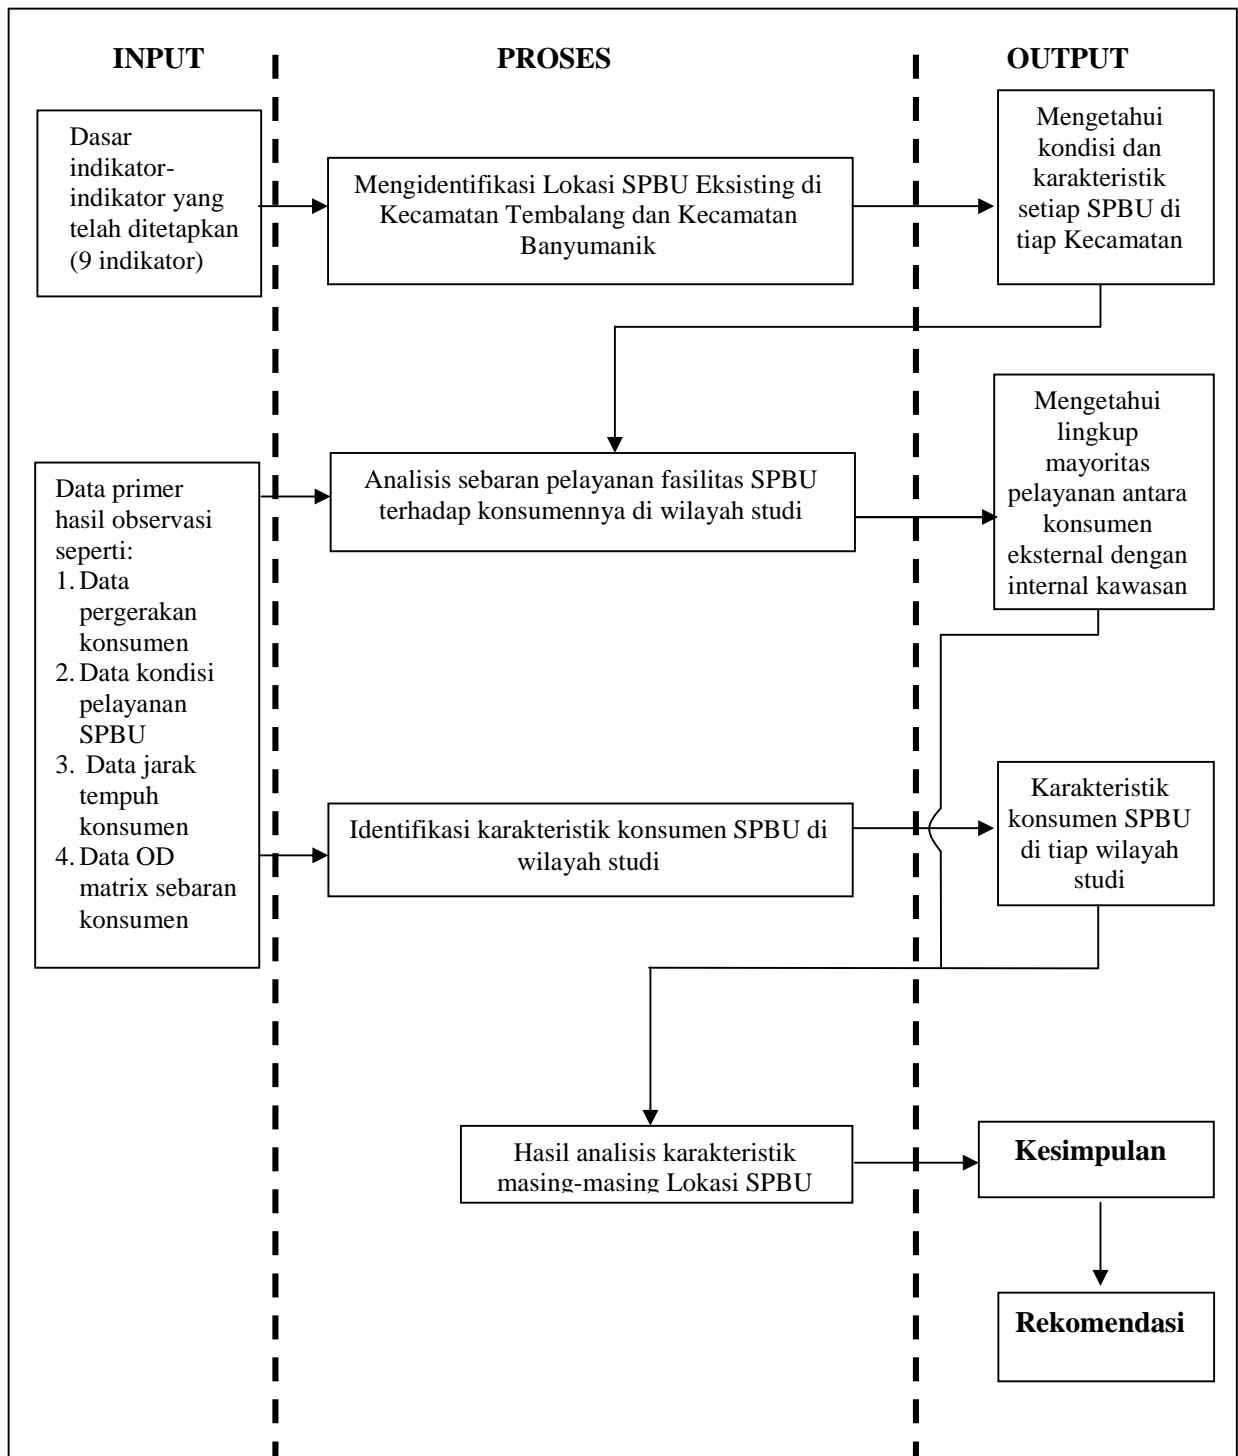 INPUT
PROSES
OUTPUT
Dasar
indikator-
indikator yang
telah ditetapkan
(9 indikator)
Mengidentifikasi Lokasi SPBU Eksisting di
Kecamatan Tembalang dan Kecamatan
Banyumanik
Mengetahui
kondisi dan
karakteristik
setiap SPBU di
tiap Kecamatan
Data primer
hasil observasi
seperti:
1. Data
pergerakan
konsumen
2. Data kondisi
pelayanan
SPBU
3. Data jarak
tempuh
konsumen
4. Data OD
matrix sebaran
konsumen
Analisis sebaran pelayanan fasilitas SPBU
terhadap konsumennya di wilayah studi
Mengetahui
lingkup
mayoritas
pelayanan antara
konsumen
eksternal dengan
internal kawasan
Identifikasi karakteristik konsumen SPBU di
wilayah studi
Karakteristik
konsumen SPBU
di tiap wilayah
studi
Hasil analisis karakteristik
masing-masing Lokasi SPBU
Kesimpulan
Rekomendasi